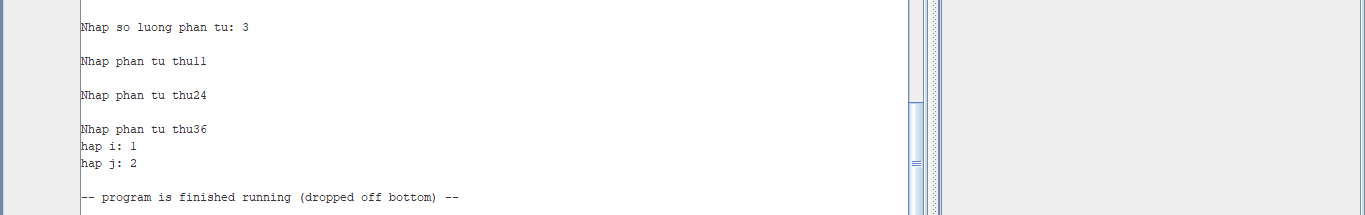 Nhap so luong phan tu: 3
Nhap phan tu thu11
Nhap phan tu thu24
Nhap phan tu thu36
hap i: 1
hap j: 2
-- program is finished running (dropped off bottom) --